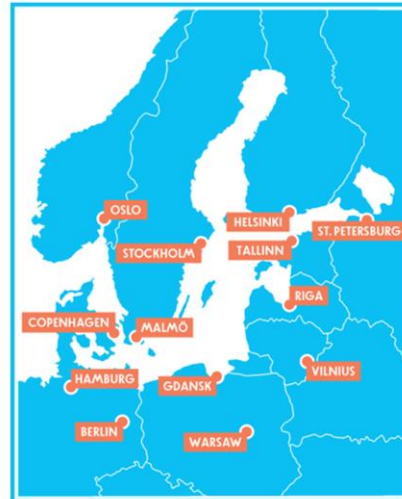 OSLO
HELSINKI
ST. PETERSBURG
STOCKHOLM
TALLINN
RIGA
COPENHAGEN
MALMÖ
VILNIUS
HAMBURG
GDANSK
BERLIN
WARSAW